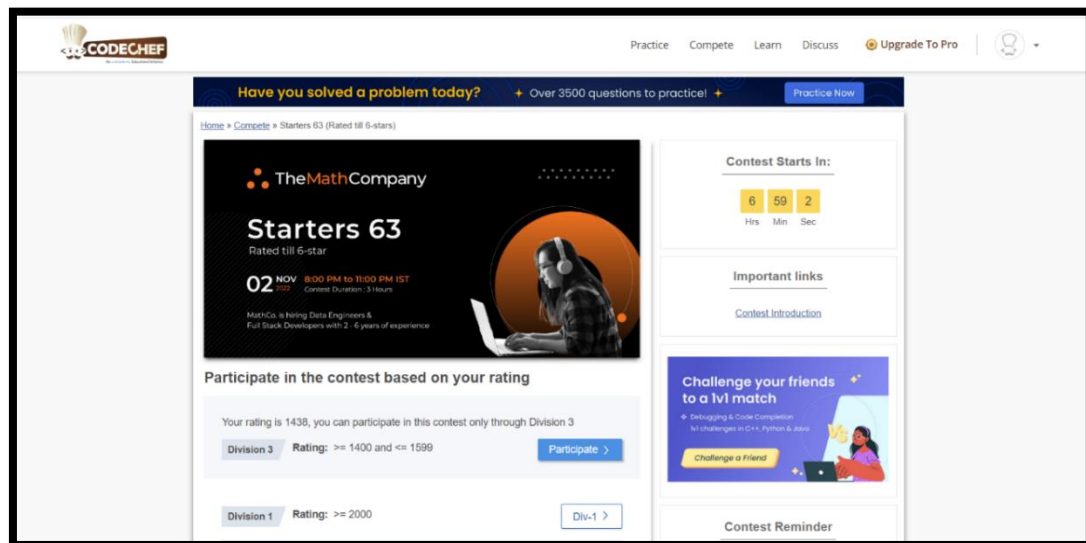 CODECHEF
Practice Compete Learn Discuss Upgrade To Pro
Have you solved a problem today? Over 3500 questions to practice! Practice Now
Home » Compete » Starters 63 (Rated till 6-stars)
TheMathCompany
Starters 63
Rated till 6-star
02 NOV 2022 8:00 PM to 11:00 PM IST
Contest Duration : 3 Hours
MathCo. is hiring Data Engineers &
Full Stack Developers with 2 - 6 years of experience
Contest Starts In:
6 59 2
Hrs Min Sec
Important links
Contest Introduction
Participate in the contest based on your rating
Your rating is 1438, you can participate in this contest only through Division 3
Division 3 Rating: >= 1400 and <= 1599 Participate
Division 1 Rating: >= 2000 Div-1
Challenge your friends
to a 1v1 match
Debugging & Code Completion
1v1 challenges in C++, Python & Java
VS
Challenge a Friend
Contest Reminder